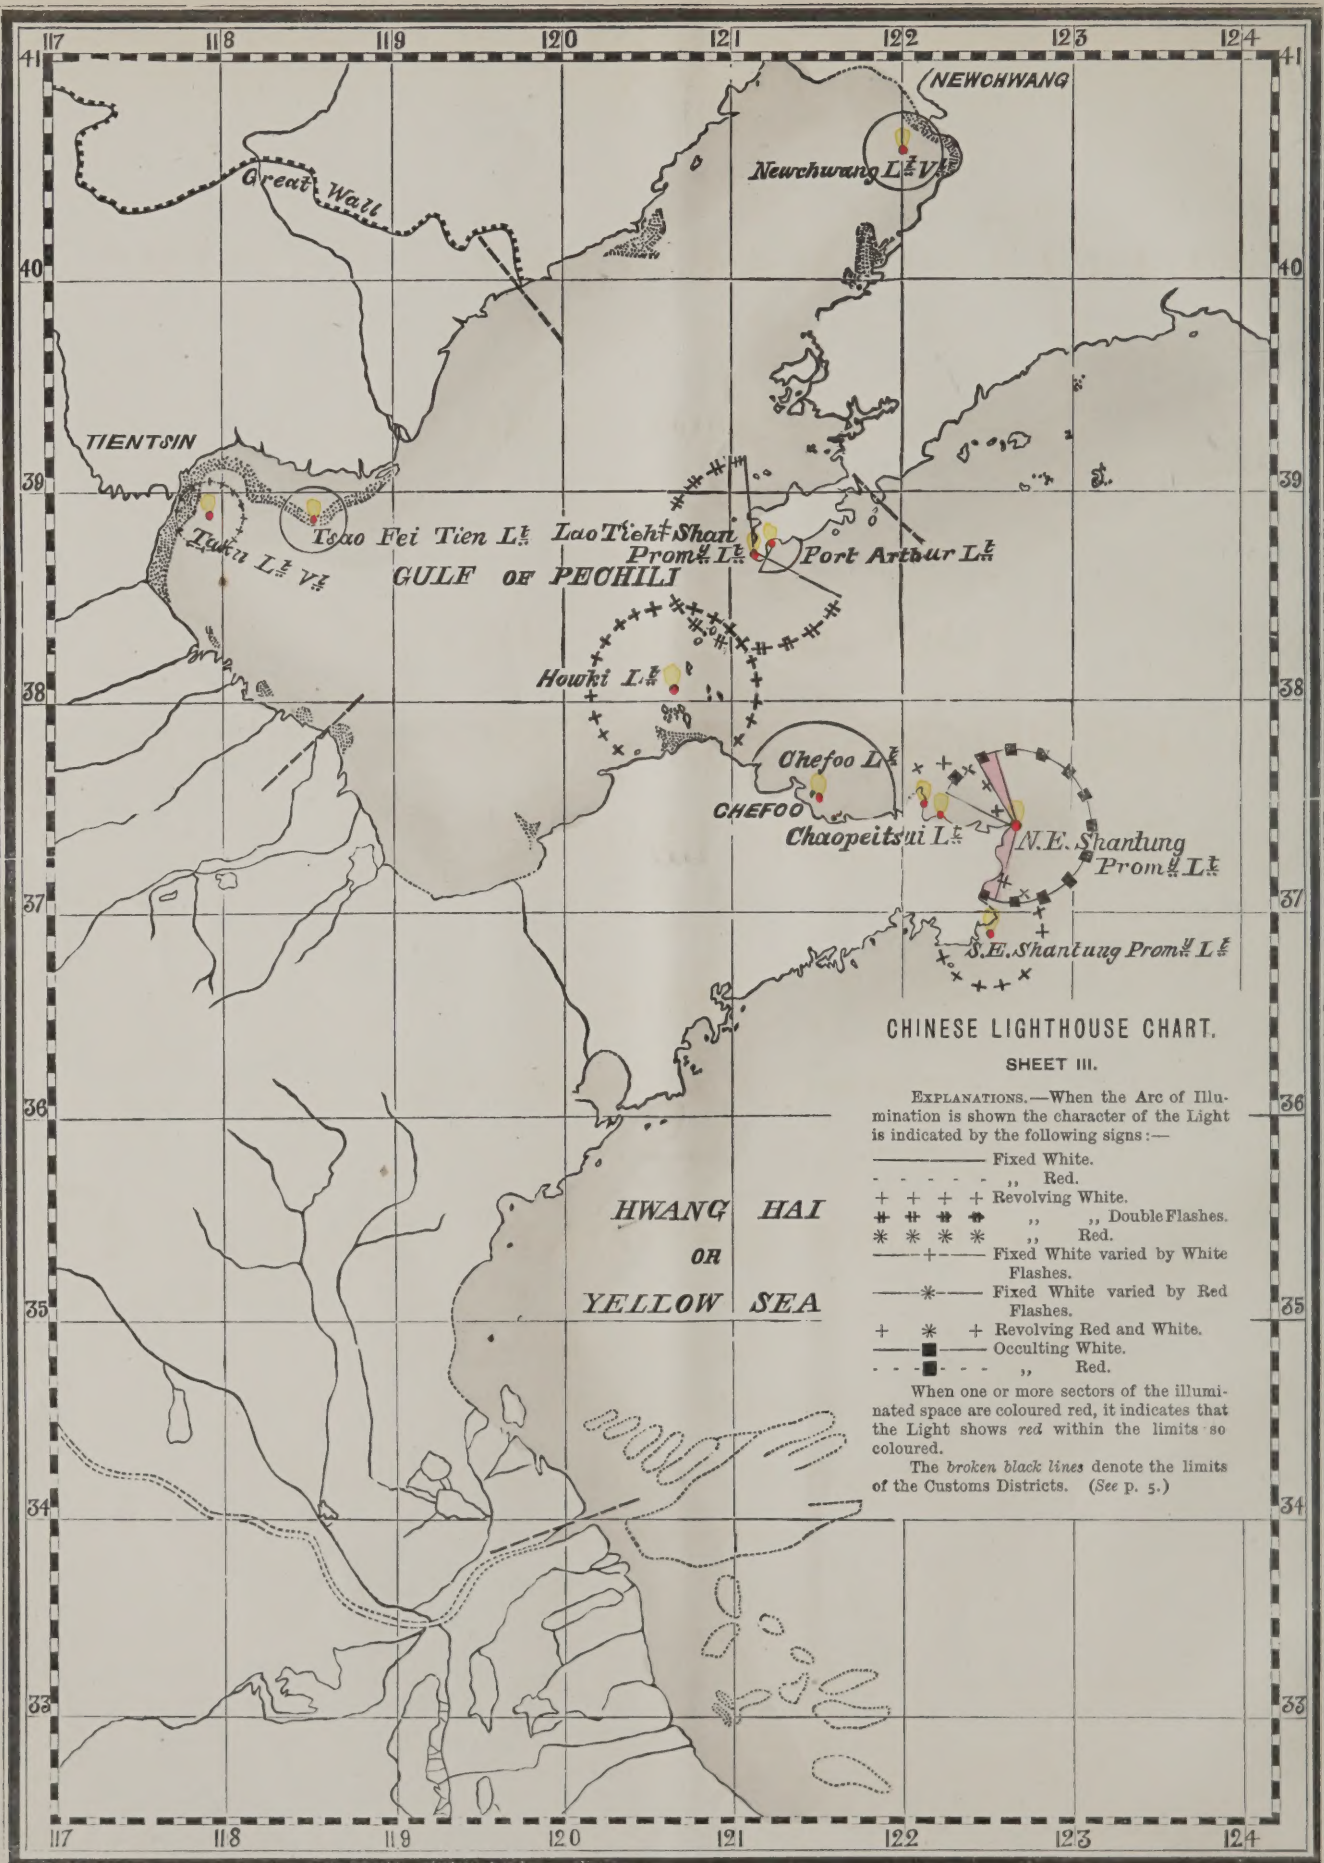 117 118 119 120 121 122 123 124
41 41
NEWCHWANG
Newchwang Lt. Vl.
Great Wall
40 40
TIENTSIN
39 39
Taku Lt. Vl.
Tsao Fei Tien Lt.
Lao Tieht Shan
Promy. Lt.
Port Arthur Lt.
GULF OF PECHILI
Howki Lt.
38 38
Chefoo Lt.
CHEFOO
Chaopeitsui Lt.
N.E. Shantung
Promy. Lt.
37 37
S.E. Shantung Promy. Lt.
CHINESE LIGHTHOUSE CHART.
SHEET III.
EXPLANATIONS.—When the Arc of Illu-
mination is shown the character of the Light
is indicated by the following signs:—
Fixed White.
„ Red.
+ + + + Revolving White.
„ „ Double Flashes.
* * * * „ Red.
Fixed White varied by White
Flashes.
Fixed White varied by Red
Flashes.
+ * + Revolving Red and White.
Occulting White.
„ Red.
When one or more sectors of the illumi-
nated space are coloured red, it indicates that
the Light shows red within the limits so
coloured.
The broken black lines denote the limits
of the Customs Districts. (See p. 5.)
36 36
HWANG HAI
OR
YELLOW SEA
35 35
34 34
33 33
117 118 119 120 121 122 123 124